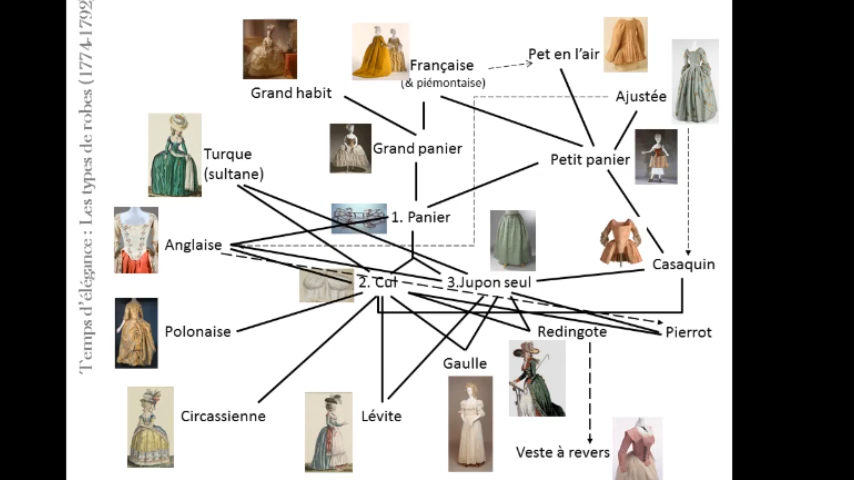 Temps d'élégance : Les types de robes (1774-1792
Grand habit
Française
(& piémontaise)
Pet en l'air
Ajustée
Turque
(sultane)
Grand panier
Petit panier
1. Panier
Anglaise
Casaquin
2. Cul
3.Jupon seul
Polonaise
Redingote
Pierrot
Gaulle
Circassienne
Lévite
Veste à revers